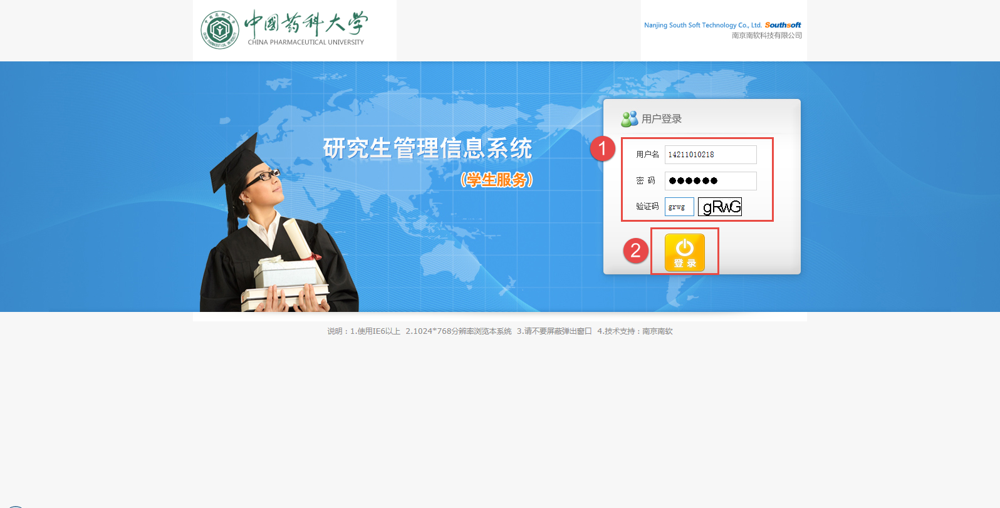 中國药科大学
CHINA PHARMACEUTICAL UNIVERSITY
Nanjing South Soft Technology Co., Ltd. Southsoft
南京南软科技有限公司
研究生管理信息系统
(学生服务)
用户登录
1
用户名 14211010218
密 码 ●●●●●●
验证码 grwg gRwG
2
登 录
说明：1.使用IE6以上 2.1024*768分辨率浏览本系统 3.请不要屏蔽弹出窗口 4.技术支持：南京南软